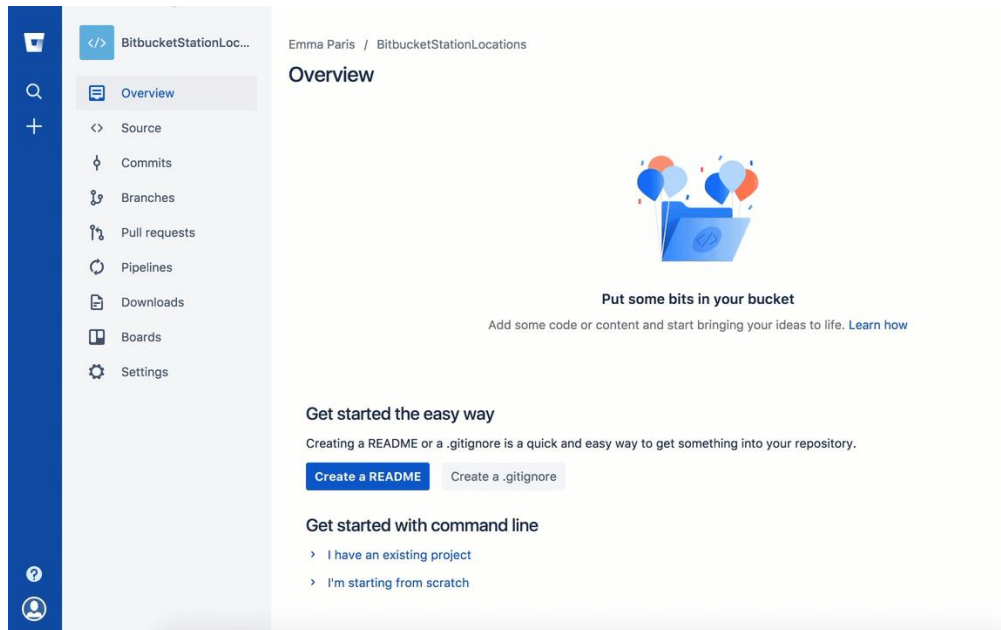 </> BitbucketStationLoc...
Overview
Source
Commits
Branches
Pull requests
Pipelines
Downloads
Boards
Settings
Emma Paris / BitbucketStationLocations
Overview
</>
Put some bits in your bucket
Add some code or content and start bringing your ideas to life. Learn how
Get started the easy way
Creating a README or a .gitignore is a quick and easy way to get something into your repository.
Create a README Create a .gitignore
Get started with command line
> I have an existing project
> I'm starting from scratch
?